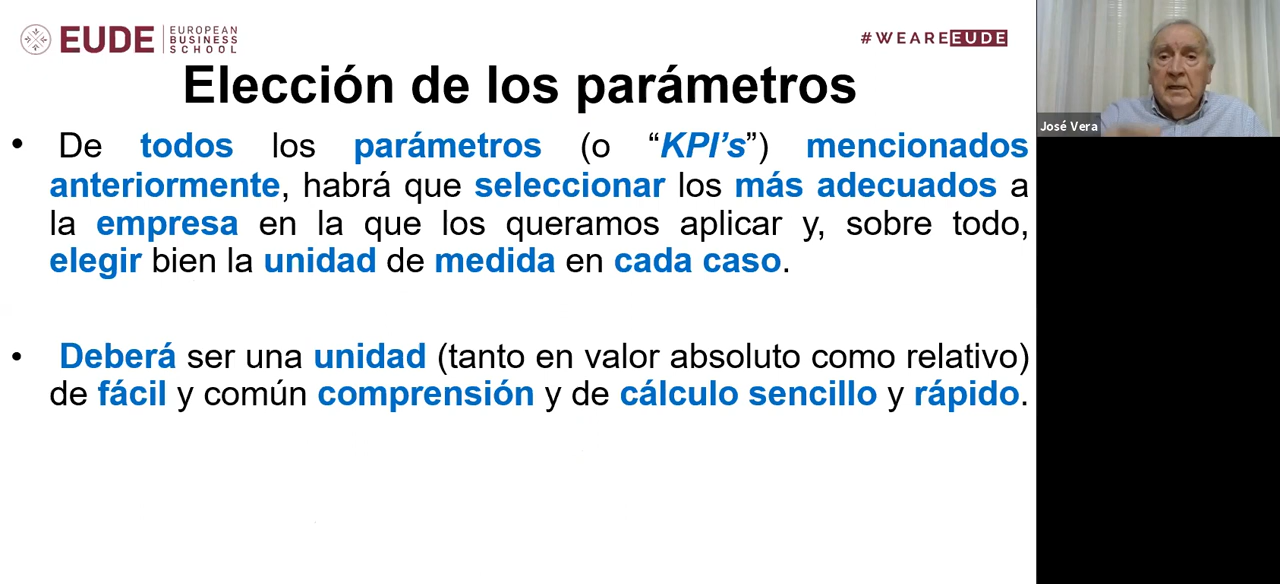 EUDE
EUROPEAN
BUSINESS
SCHOOL
#WEAREEUDE
Elección de los parámetros
• De todos los parámetros (o “KPI’s”) mencionados
anteriormente, habrá que seleccionar los más adecuados a
la empresa en la que los queramos aplicar y, sobre todo,
elegir bien la unidad de medida en cada caso.
• Deberá ser una unidad (tanto en valor absoluto como relativo)
de fácil y común comprensión y de cálculo sencillo y rápido.
José Vera